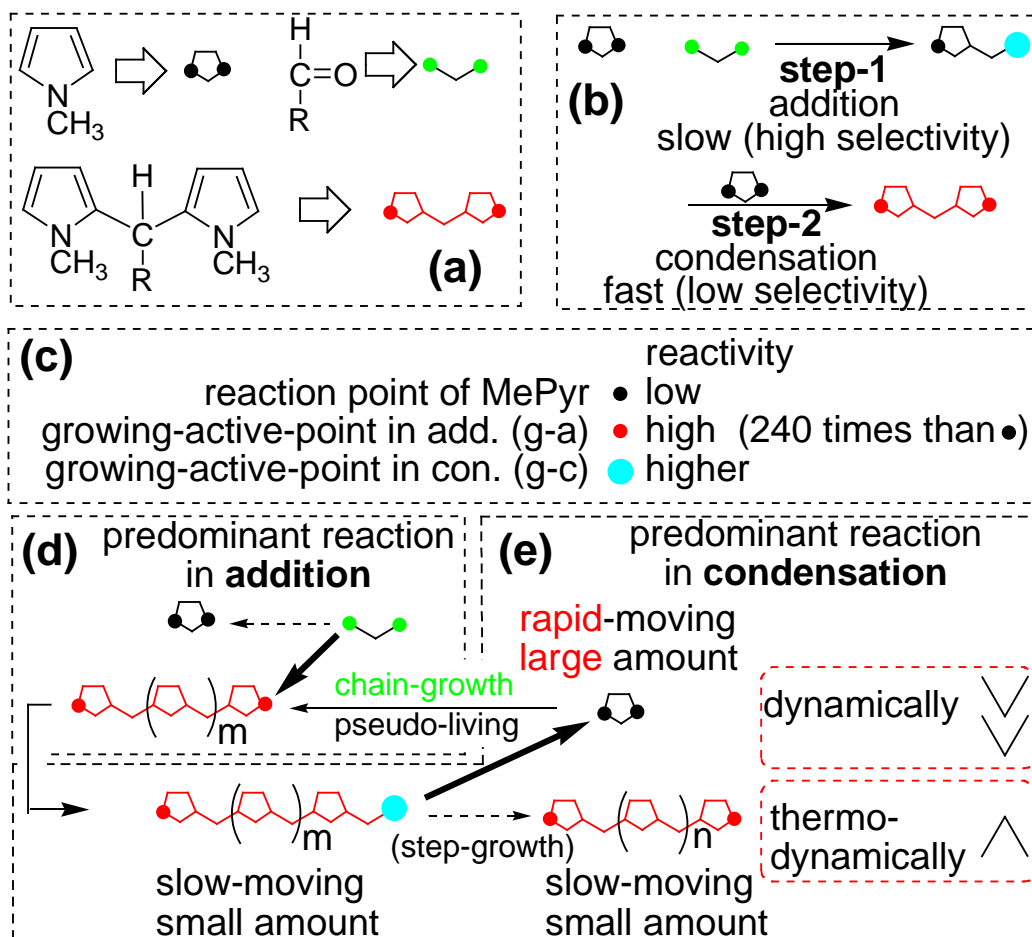 N
CH3
H
C=O
R
H
N
C
N
CH3
R
CH3
(a)
(b)
step-1
addition
slow (high selectivity)
step-2
condensation
fast (low selectivity)
(c)
reactivity
reaction point of MePyr low
growing-active-point in add. (g-a) high (240 times than )
growing-active-point in con. (g-c) higher
(d)
predominant reaction
in addition
m
chain-growth
pseudo-living
(e)
predominant reaction
in condensation
rapid-moving
large amount
dynamically
m
(step-growth)
n
thermo-
dynamically
slow-moving
small amount
slow-moving
small amount